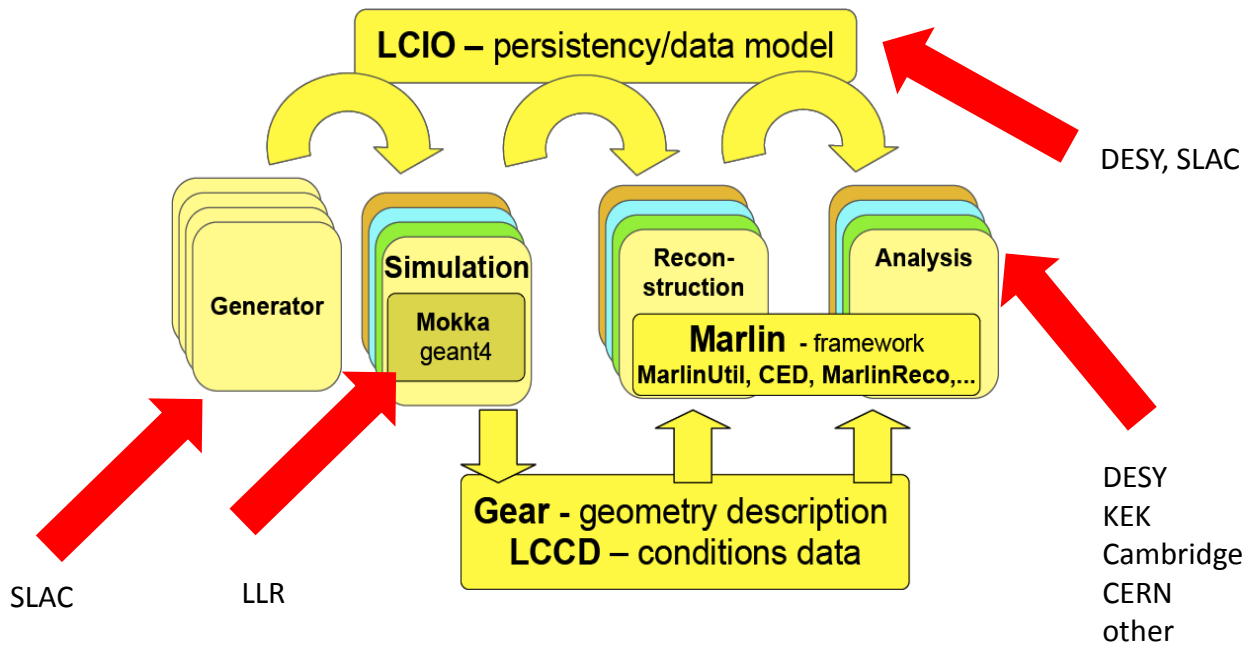 LCIO – persistency/data model
DESY, SLAC
Generator
Simulation
Mokka
geant4
Recon-
struction
Analysis
Marlin - framework
MarlinUtil, CED, MarlinReco,...
Gear - geometry description
LCCD – conditions data
SLAC
LLR
DESY
KEK
Cambridge
CERN
other